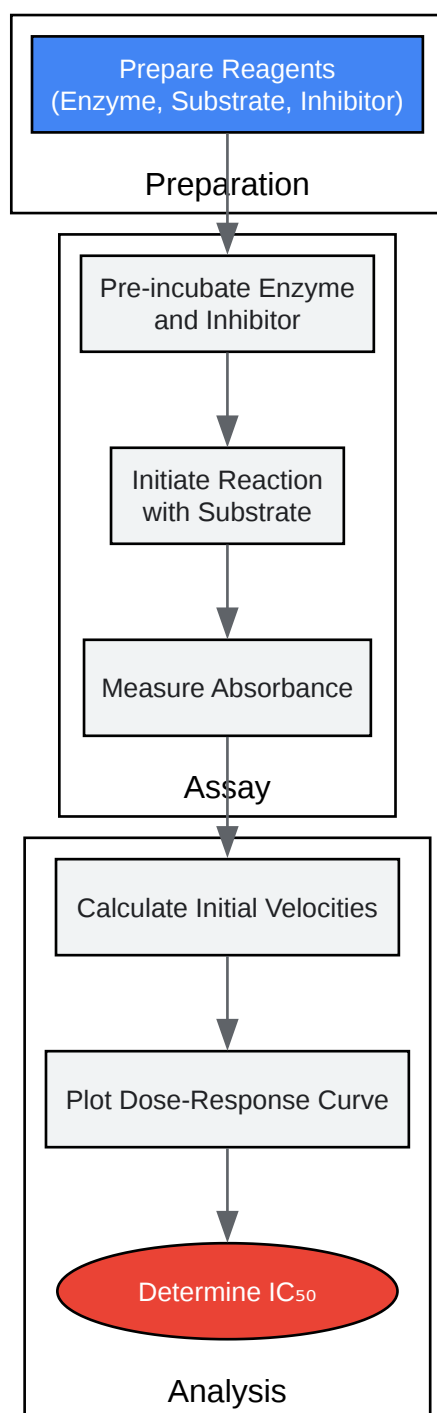 Prepare Reagents
(Enzyme, Substrate, Inhibitor)
Preparation
Pre-incubate Enzyme
and Inhibitor
Initiate Reaction
with Substrate
Measure Absorbance
Assay
Calculate Initial Velocities
Plot Dose-Response Curve
Determine IC₅₀
Analysis